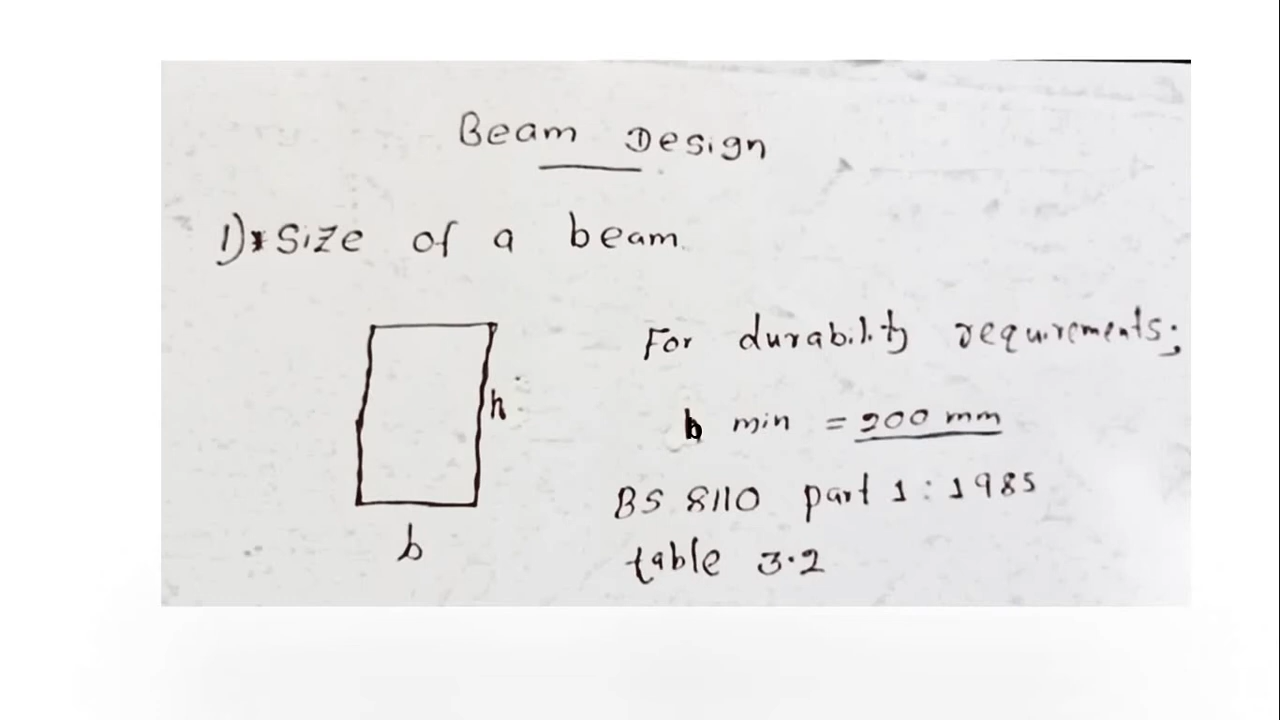 Beam Design
1) Size of a beam.
For durability requirements;
h
b min = 200 mm
BS 8110 part 1 : 1985
b
table 3.2